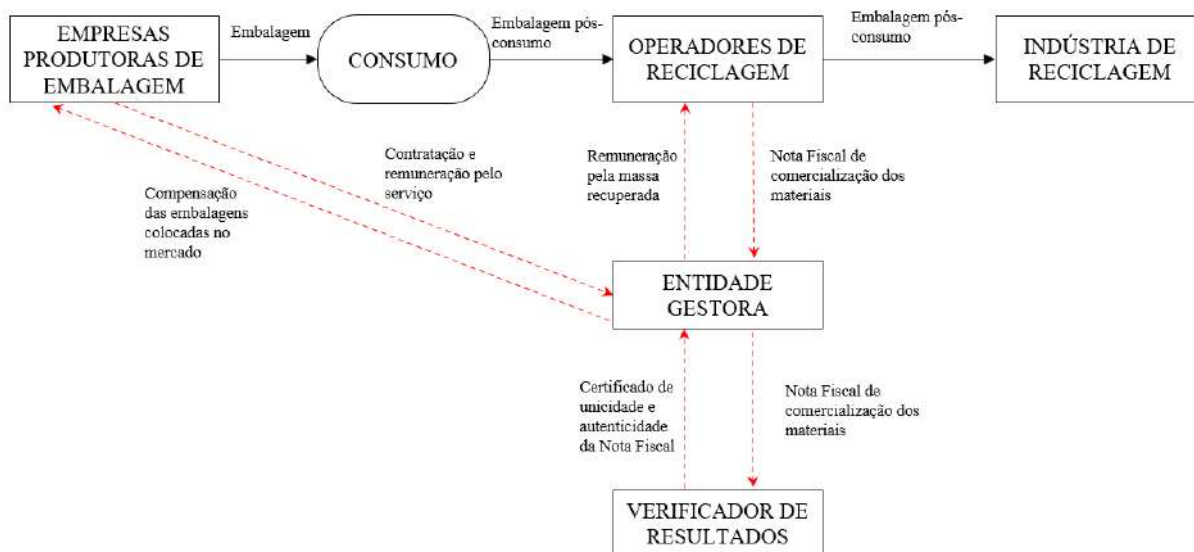 EMPRESAS
PRODUTORAS DE
EMBALAGEM
Embalagem
CONSUMO
Embalagem pós-
consumo
OPERADORES DE
RECICLAGEM
Embalagem pós-
consumo
INDÚSTRIA DE
RECICLAGEM
Compensação
das embalagens
colocadas no
mercado
Contratação e
remuneração pelo
serviço
Remuneração
pela massa
recuperada
Nota Fiscal de
comercialização dos
materiais
ENTIDADE
GESTORA
Certificado de
unicidade e
autenticidade
da Nota Fiscal
Nota Fiscal de
comercialização dos
materiais
VERIFICADOR DE
RESULTADOS